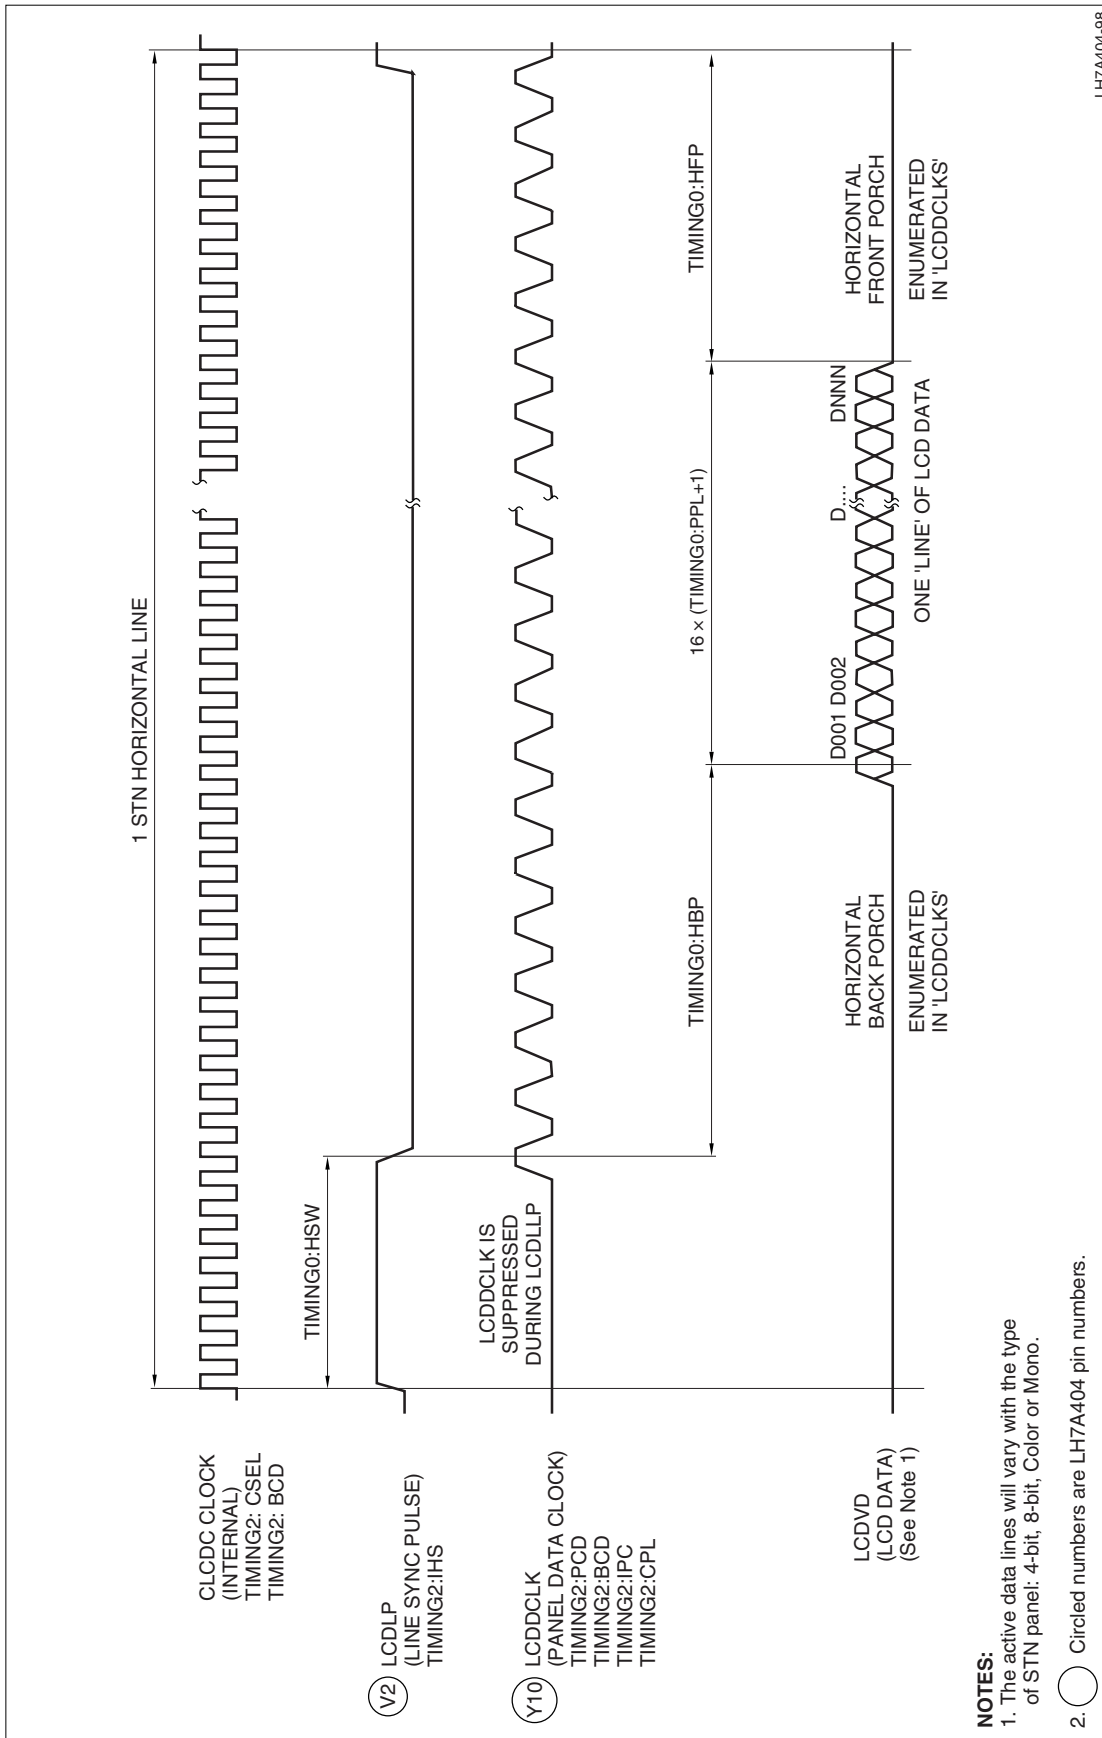 1 STN HORIZONTAL LINE
CLCDC CLOCK
(INTERNAL)
TIMING2: CSEL
TIMING2: BCD
TIMING0:HSW
V2
LCDLP
(LINE SYNC PULSE)
TIMING2:IHS
LCDDCLK IS
SUPPRESSED
DURING LCDLLP
Y10
LCDDCLK
(PANEL DATA CLOCK)
TIMING2:PCD
TIMING2:BCD
TIMING2:IPC
TIMING2:CPL
TIMING0:HBP
16 × (TIMING0:PPL+1)
TIMING0:HFP
D001 D002
D....
DNNN
LCDVD
(LCD DATA)
(See Note 1)
HORIZONTAL
BACK PORCH
ENUMERATED
IN 'LCDDCLKS'
ONE 'LINE' OF LCD DATA
HORIZONTAL
FRONT PORCH
ENUMERATED
IN 'LCDDCLKS'
NOTES:
1. The active data lines will vary with the type
of STN panel: 4-bit, 8-bit, Color or Mono.
2. Circled numbers are LH7A404 pin numbers.
LH7A404-98